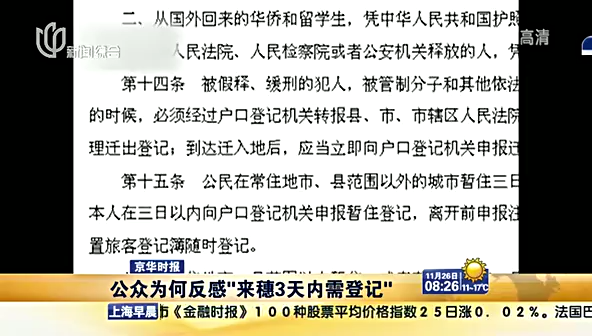 新闻综合
高清
二、从国外回来的华侨和留学生，凭中华人民共和国护照
人民法院、人民检察院或者公安机关释放的人，凭
第十四条 被假释、缓刑的犯人，被管制分子和其他依法
的时候，必须经过户口登记机关转报县、市、市辖区人民法院
理迁出登记；到达迁入地后，应当立即向户口登记机关申报迁
第十五条 公民在常住地市、县范围以外的城市暂住三日
本人在三日以内向户口登记机关申报暂住登记，离开前申报注
置旅客登记簿随时登记。
京华时报
公众为何反感"来穗3天内需登记"
11月26日
08:26
11-17℃
上海早晨
市《金融时报》100种股票平均价格指数25日涨0.02%。法国巴